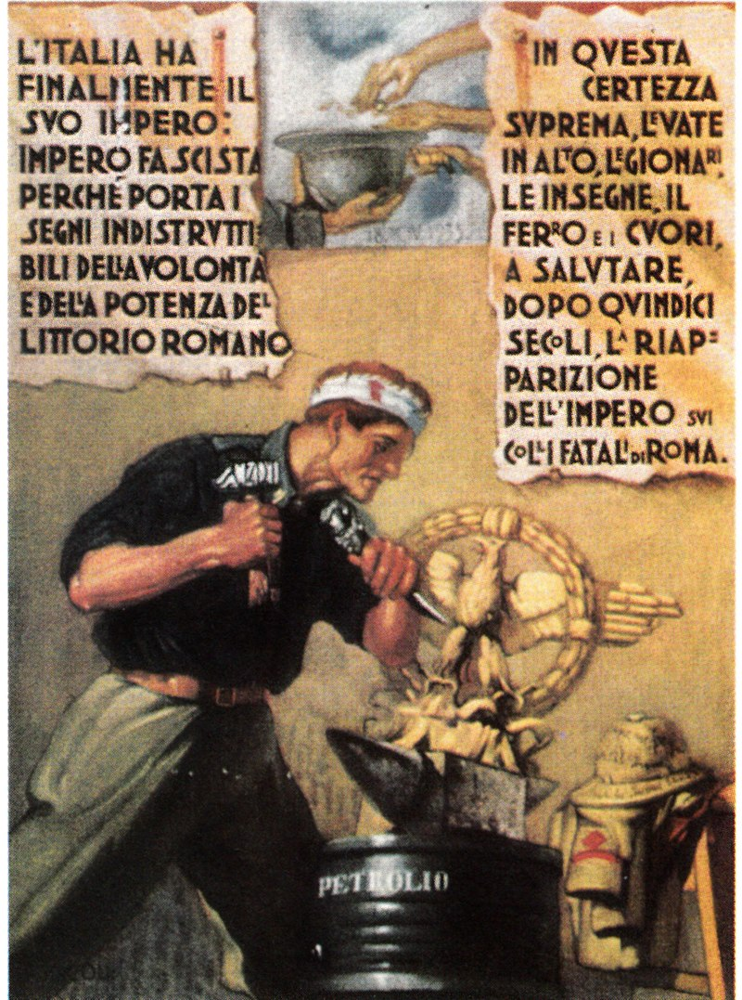 L'ITALIA HA
FINALMENTE IL
SVO IMPERO:
IMPERO FASCISTA
PERCHÈ PORTA I
SEGNI INDISTRVTTI-
BILI DELLA VOLONTÀ
E DELLA POTENZA DEL
LITTORIO ROMANO
IN QVESTA
CERTEZZA
SVPREMA, LEVATE
IN ALTO, LEGIONARI,
LE INSEGNE, IL
FERRO E I CVORI,
A SALVTARE,
DOPO QVINDICI
SECOLI, LA RIAP=
PARIZIONE
DELL'IMPERO SVI
COLLI FATALI DI ROMA.
PETROLIO